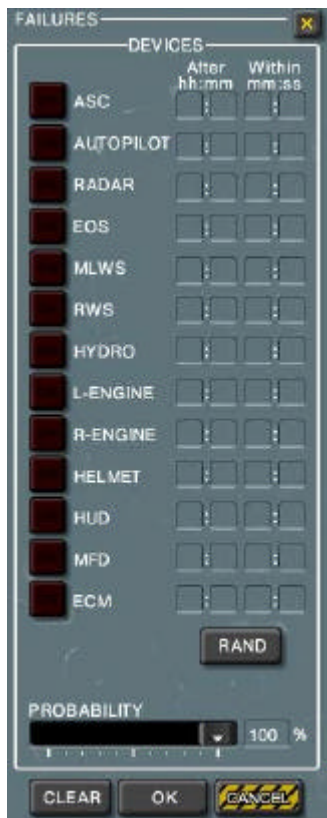 FAILURES
DEVICES
After Within
hh:mm mm:ss
ASC : :
AUTOPILOT : :
RADAR : :
EOS : :
MLWS : :
RWS : :
HYDRO : :
L-ENGINE : :
R-ENGINE : :
HELMET : :
HUD : :
MFD : :
ECM : :
RAND
PROBABILITY
100 %
CLEAR OK CANCEL